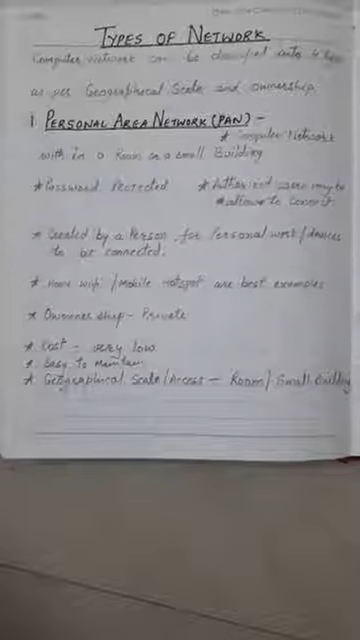 TYPES OF NETWORK
Computer Network can be classified into 4 types
as per Geographical Scale and ownership.
1. PERSONAL AREA NETWORK (PAN) -
* Computer Network
with in a Room or a small Building
* Password Protected * Authorized users may be
allowed to connect
* Created by a Person for Personal work/devices
to be connected.
* Home wifi / Mobile Hotspot are best examples
* Owner ship - Private
* Cost - very low
* Easy to Maintain
* Geographical Scale/Access - Room/Small Building